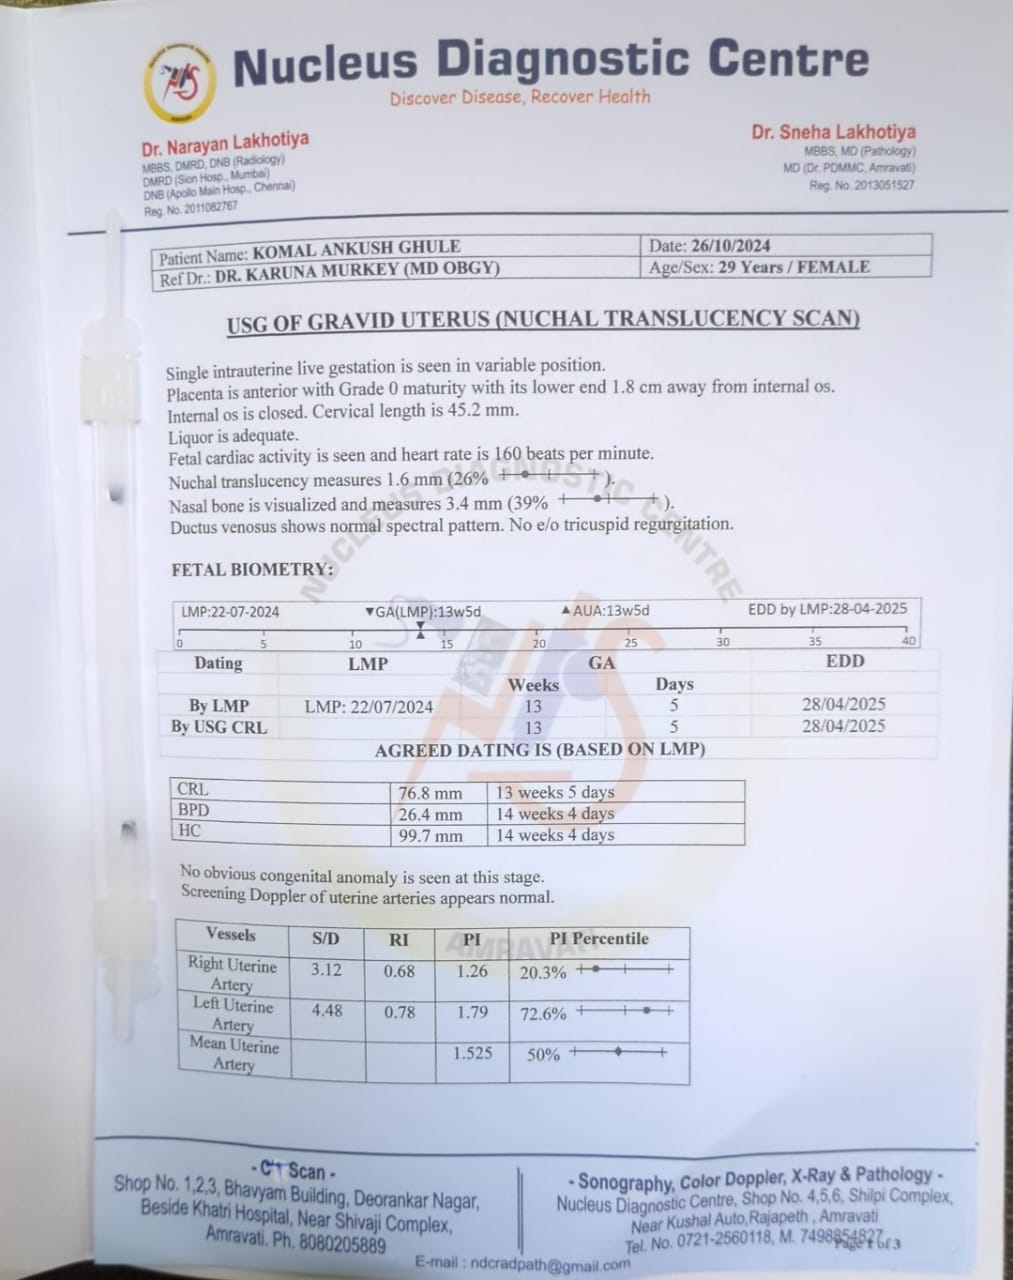 Nucleus Diagnostic Centre
Discover Disease, Recover Health
Dr. Narayan Lakhotiya
MBBS, DMRD, DNB (Radiology)
DMRD (Sion Hosp., Mumbai)
DNB (Apollo Main Hosp., Chennai)
Reg. No. 2011082767
Dr. Sneha Lakhotiya
MBBS, MD (Pathology)
MD (Dr. PDMMC, Amravati)
Reg. No. 2013051527
Patient Name: KOMAL ANKUSH GHULE Date: 26/10/2024
Ref Dr.: DR. KARUNA MURKEY (MD OBGY) Age/Sex: 29 Years / FEMALE
USG OF GRAVID UTERUS (NUCHAL TRANSLUCENCY SCAN)
Single intrauterine live gestation is seen in variable position.
Placenta is anterior with Grade 0 maturity with its lower end 1.8 cm away from internal os.
Internal os is closed. Cervical length is 45.2 mm.
Liquor is adequate.
Fetal cardiac activity is seen and heart rate is 160 beats per minute.
Nuchal translucency measures 1.6 mm (26% ).
Nasal bone is visualized and measures 3.4 mm (39% ).
Ductus venosus shows normal spectral pattern. No e/o tricuspid regurgitation.
NUCLEUS DIAGNOSTIC CENTRE
FETAL BIOMETRY:
LMP:22-07-2024 ▼GA(LMP):13w5d ▲AUA:13w5d EDD by LMP:28-04-2025
0 5 10 15 20 25 30 35 40
Dating LMP GA EDD
Weeks Days
By LMP LMP: 22/07/2024 13 5 28/04/2025
By USG CRL 13 5 28/04/2025
AGREED DATING IS (BASED ON LMP)
CRL 76.8 mm 13 weeks 5 days
BPD 26.4 mm 14 weeks 4 days
HC 99.7 mm 14 weeks 4 days
No obvious congenital anomaly is seen at this stage.
Screening Doppler of uterine arteries appears normal.
AMRAVATI
Vessels S/D RI PI PI Percentile
Right Uterine Artery 3.12 0.68 1.26 20.3%
Left Uterine Artery 4.48 0.78 1.79 72.6%
Mean Uterine Artery 1.525 50%
- CT Scan -
Shop No. 1,2,3, Bhavyam Building, Deorankar Nagar,
Beside Khatri Hospital, Near Shivaji Complex,
Amravati. Ph. 8080205889
- Sonography, Color Doppler, X-Ray & Pathology -
Nucleus Diagnostic Centre, Shop No. 4,5,6, Shilpi Complex,
Near Kushal Auto,Rajapeth , Amravati
Tel. No. 0721-2560118, M. 7498854827
Page 1 of 3
E-mail : ndcradpath@gmail.com